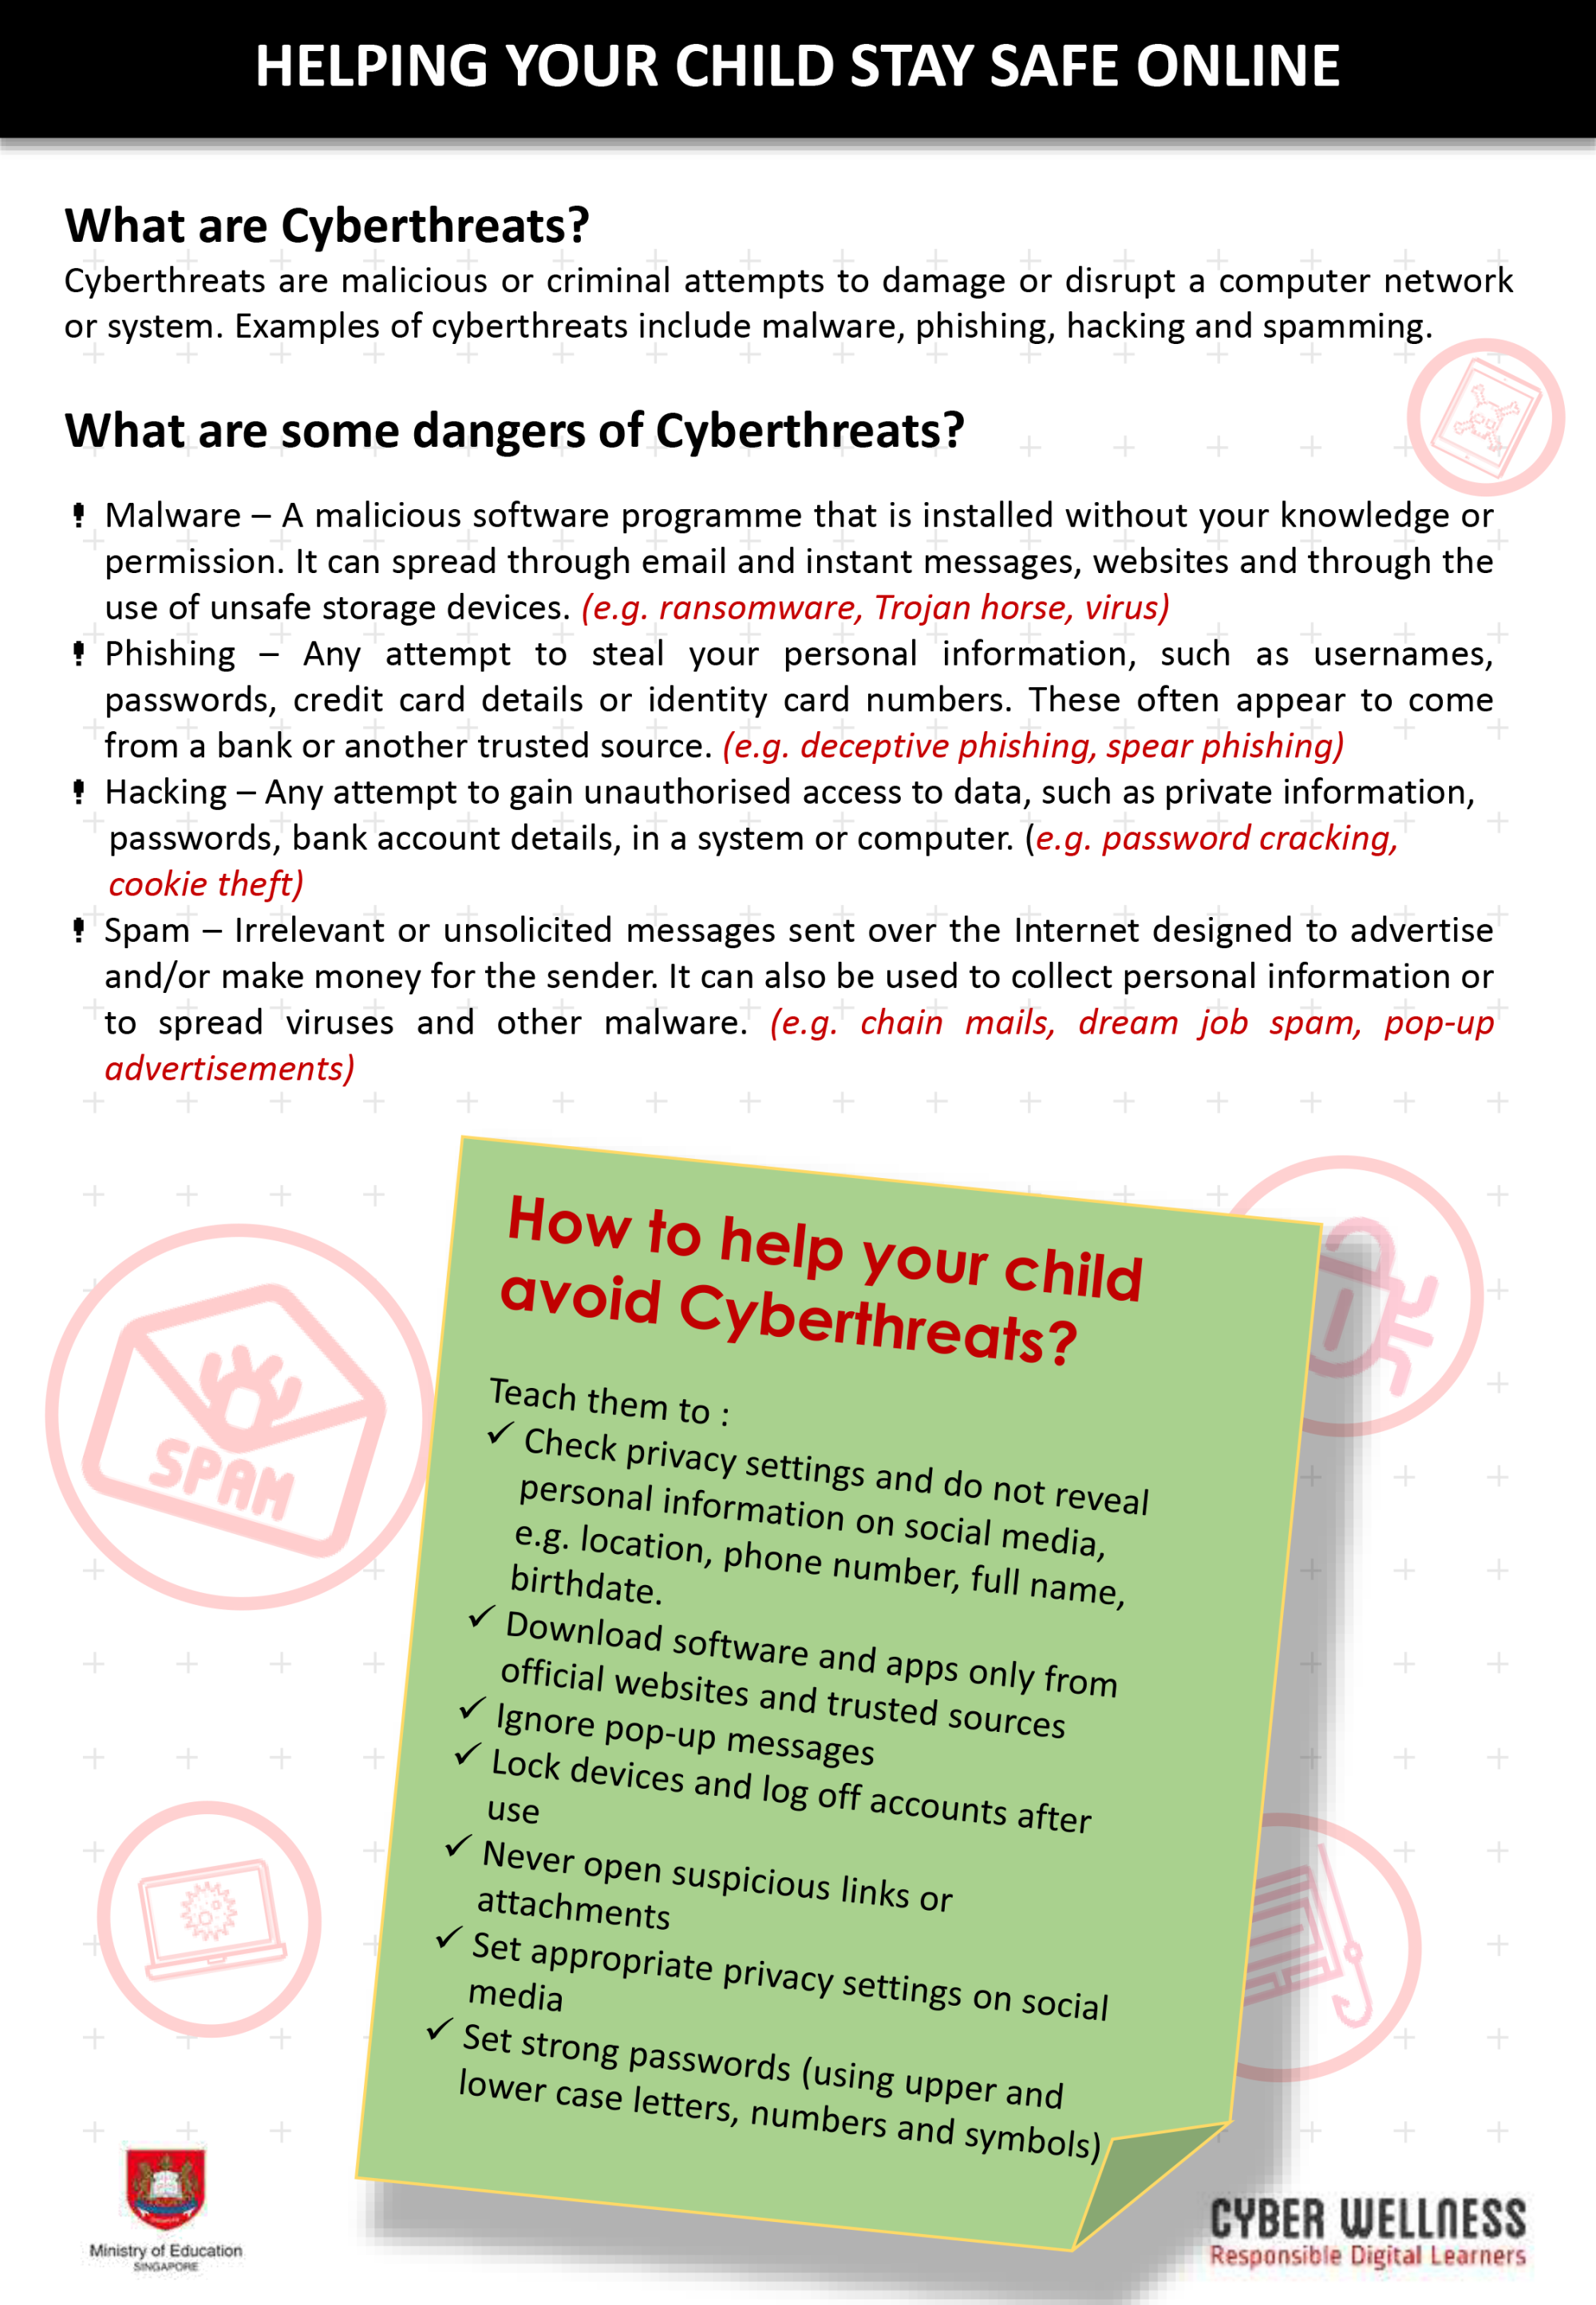 HELPING YOUR CHILD STAY SAFE ONLINE
What are Cyberthreats?
Cyberthreats are malicious or criminal attempts to damage or disrupt a computer network
or system. Examples of cyberthreats include malware, phishing, hacking and spamming.
What are some dangers of Cyberthreats?
Malware – A malicious software programme that is installed without your knowledge or
permission. It can spread through email and instant messages, websites and through the
use of unsafe storage devices. (e.g. ransomware, Trojan horse, virus)
Phishing – Any attempt to steal your personal information, such as usernames,
passwords, credit card details or identity card numbers. These often appear to come
from a bank or another trusted source. (e.g. deceptive phishing, spear phishing)
Hacking – Any attempt to gain unauthorised access to data, such as private information,
passwords, bank account details, in a system or computer. (e.g. password cracking,
cookie theft)
Spam – Irrelevant or unsolicited messages sent over the Internet designed to advertise
and/or make money for the sender. It can also be used to collect personal information or
to spread viruses and other malware. (e.g. chain mails, dream job spam, pop-up
advertisements)
How to help your child
avoid Cyberthreats?
Teach them to :
✓ Check privacy settings and do not reveal
personal information on social media,
e.g. location, phone number, full name,
birthdate.
✓ Download software and apps only from
official websites and trusted sources
✓ Ignore pop-up messages
✓ Lock devices and log off accounts after
use
✓ Never open suspicious links or
attachments
✓ Set appropriate privacy settings on social
media
✓ Set strong passwords (using upper and
lower case letters, numbers and symbols)
SPAM
Ministry of Education
SINGAPORE
CYBER WELLNESS
Responsible Digital Learners